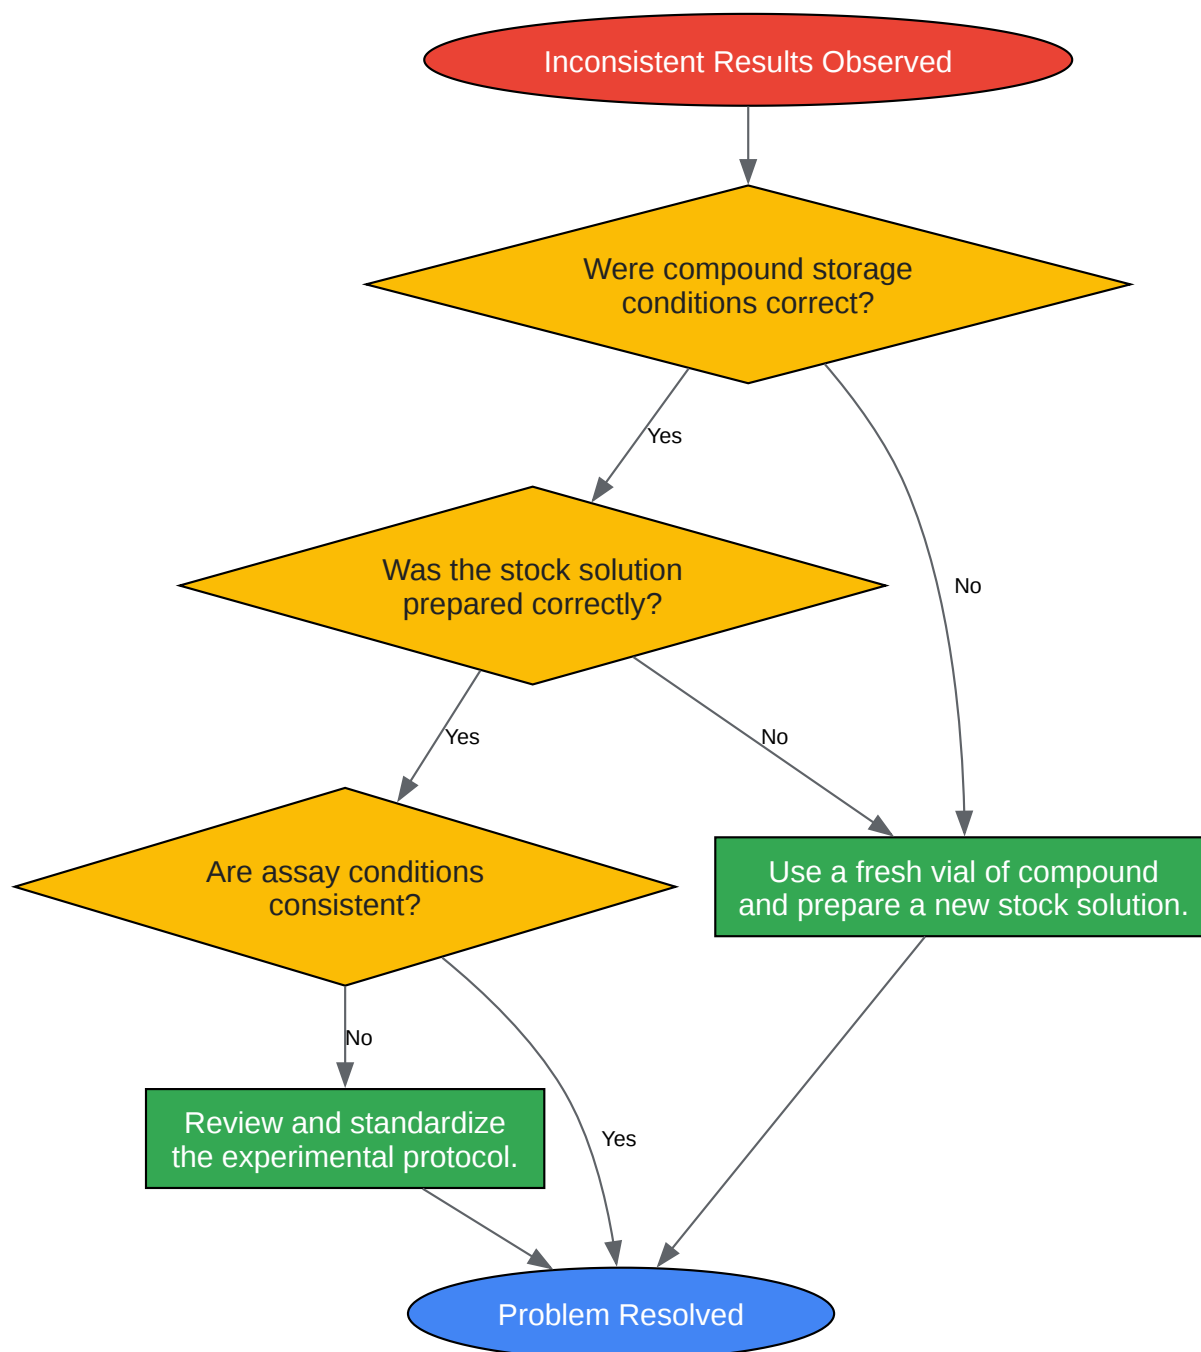 Inconsistent Results Observed
Were compound storage
conditions correct?
Yes
Was the stock solution
prepared correctly?
No
Yes
No
Are assay conditions
consistent?
Use a fresh vial of compound
and prepare a new stock solution.
No
Review and standardize
the experimental protocol.
Yes
Problem Resolved